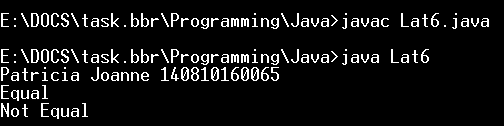 E:\DOCS\task.bbr\Programming\Java>javac Lat6.java
E:\DOCS\task.bbr\Programming\Java>java Lat6
Patricia Joanne 140810160065
Equal
Not Equal